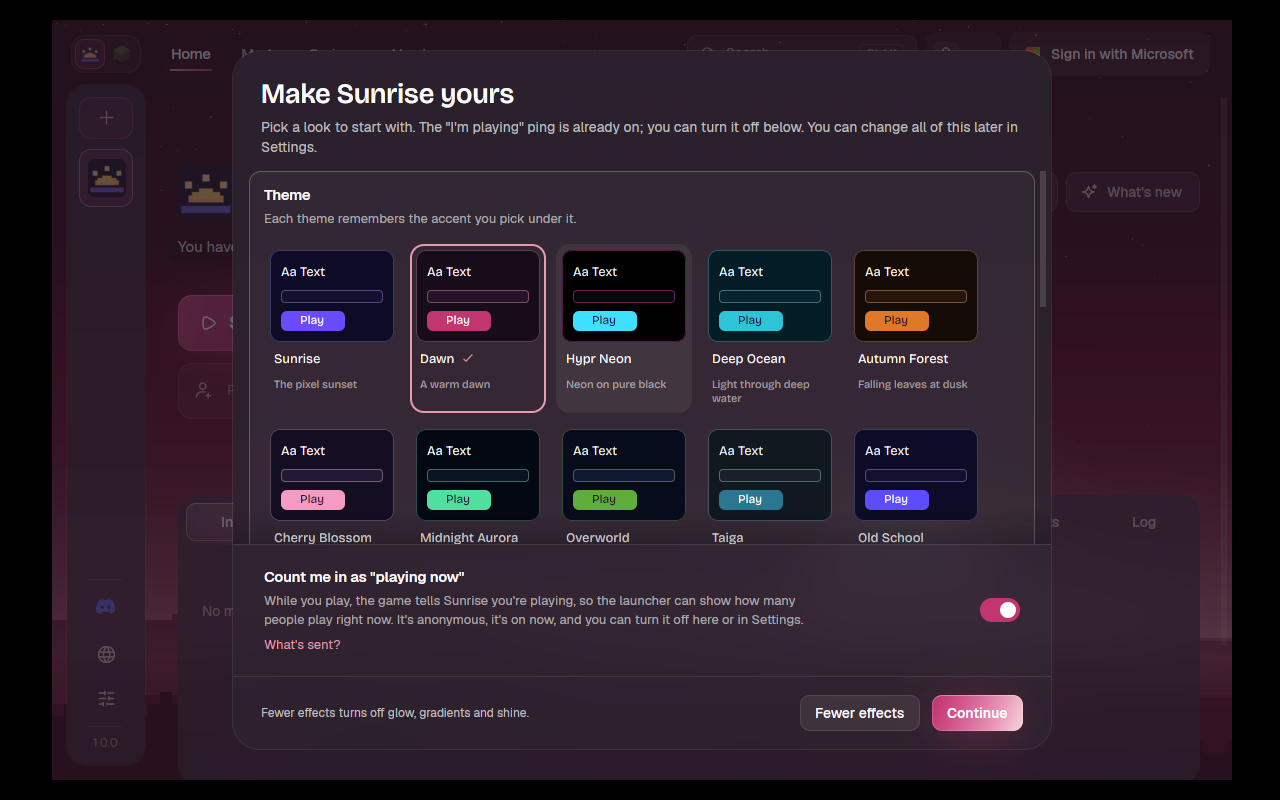 Home
Sign in with Microsoft
Make Sunrise yours
Pick a look to start with. The "I'm playing" ping is already on; you can turn it off below. You can change all of this later in
Settings.
Theme
Each theme remembers the accent you pick under it.
What's new
You have
Aa Text
Play
Sunrise
The pixel sunset
Aa Text
Play
Dawn
A warm dawn
Aa Text
Play
Hypr Neon
Neon on pure black
Aa Text
Play
Deep Ocean
Light through deep
water
Aa Text
Play
Autumn Forest
Falling leaves at dusk
Aa Text
Play
Cherry Blossom
Aa Text
Play
Midnight Aurora
Aa Text
Play
Overworld
Aa Text
Play
Taiga
Aa Text
Play
Old School
Log
Count me in as "playing now"
While you play, the game tells Sunrise you're playing, so the launcher can show how many
people play right now. It's anonymous, it's on now, and you can turn it off here or in Settings.
What's sent?
Fewer effects turns off glow, gradients and shine.
Fewer effects
Continue
1.0.0